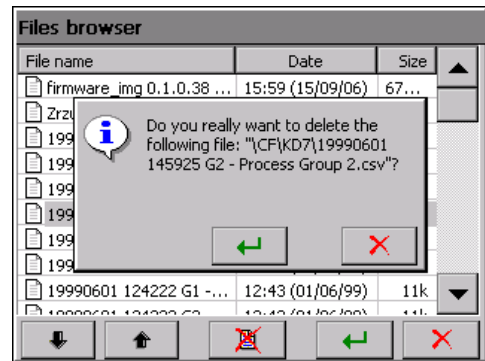 Files browser
File name Date Size
firmware_img 0.1.0.38 ... 15:59 (15/09/06) 67...
Zrzu
199
Do you really want to delete the
following file: "\CF\KD7\19990601
145925 G2 - Process Group 2.csv"?
199
199
199
199
199
19990601 124222 G1 -... 12:43 (01/06/99) 11k